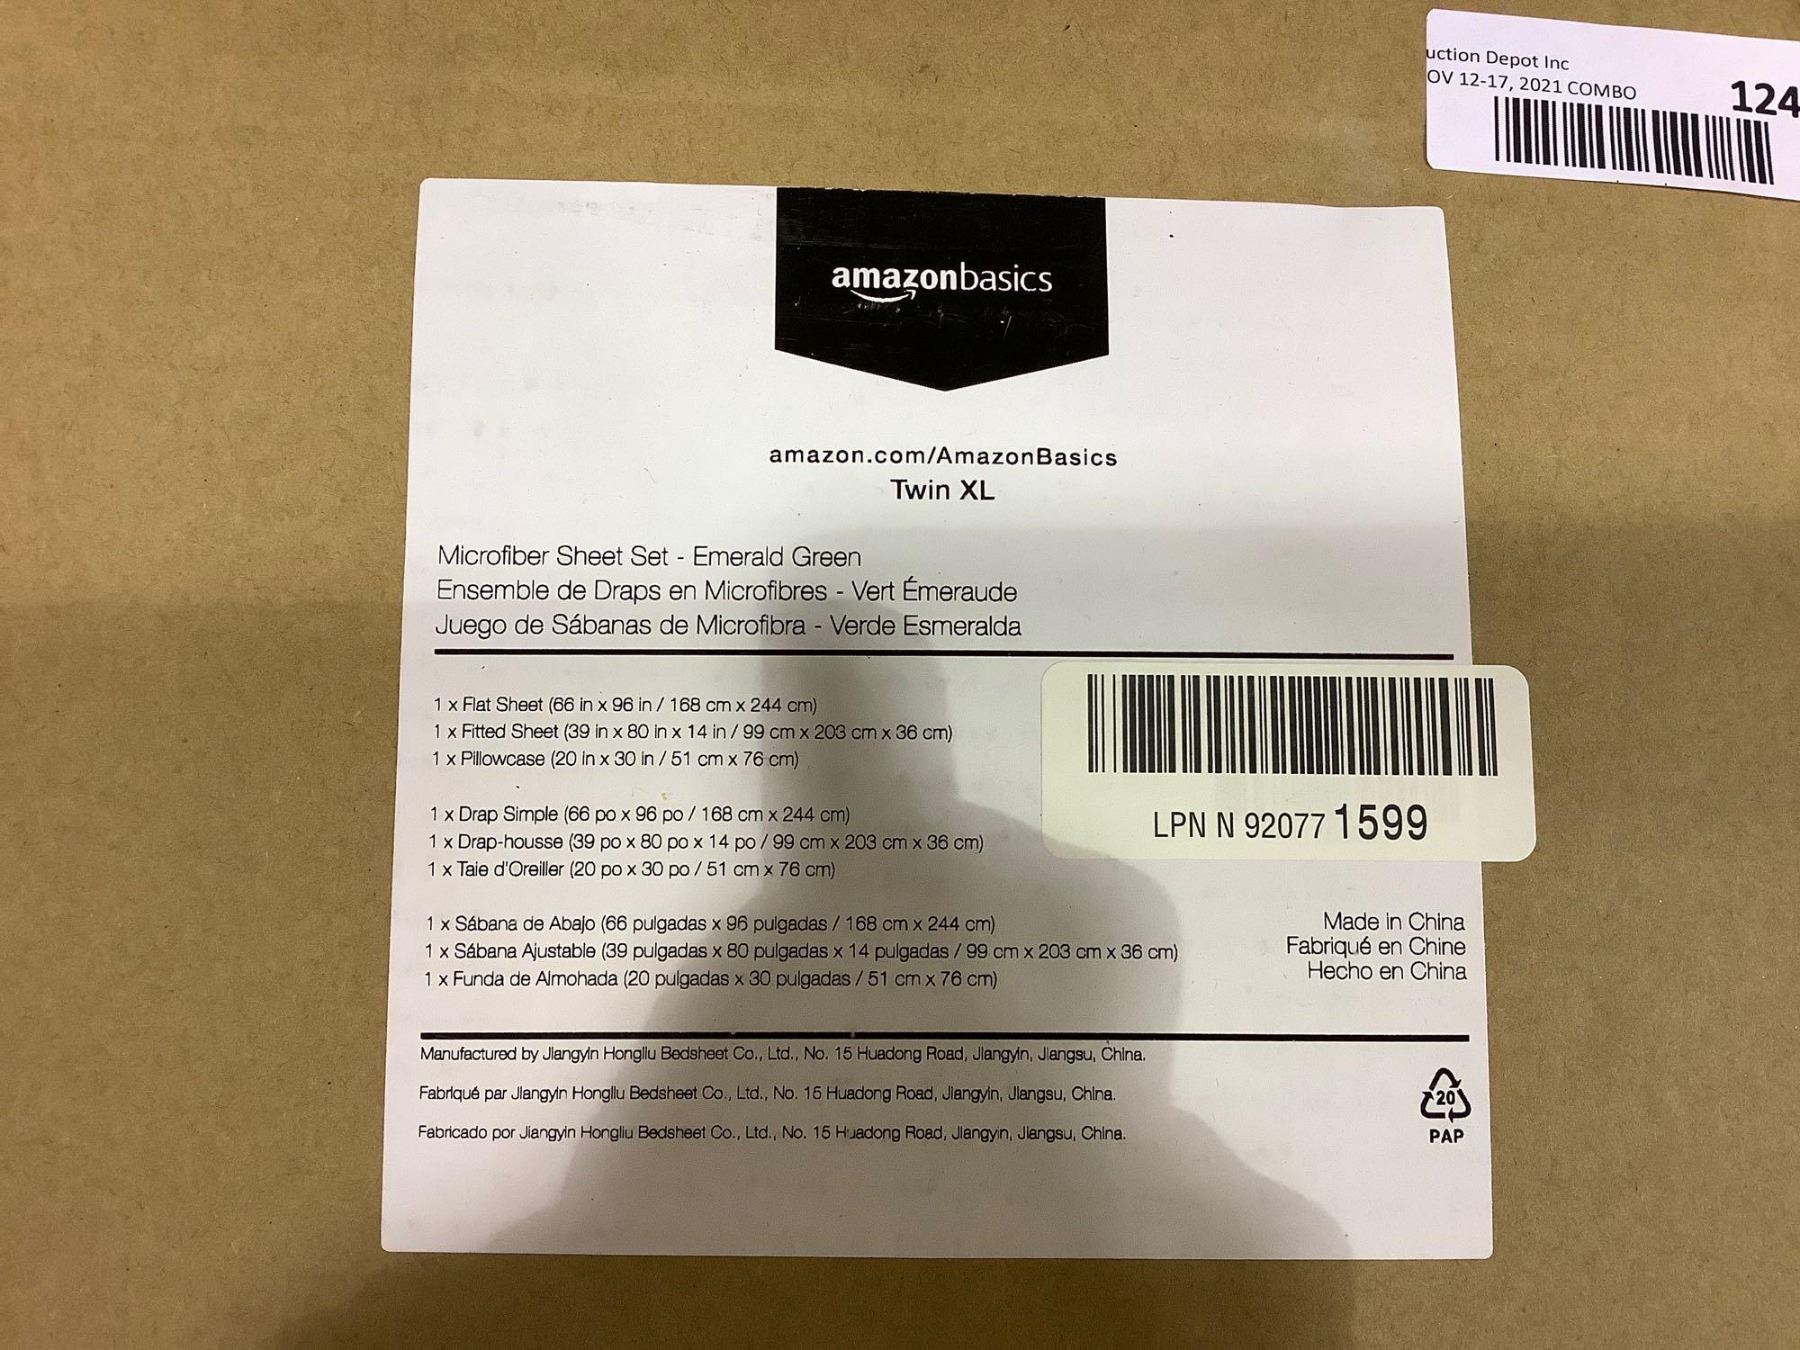 uction Depot Inc
OV 12-17, 2021 COMBO
124
amazonbasics
amazon.com/AmazonBasics
Twin XL
Microfiber Sheet Set - Emerald Green
Ensemble de Draps en Microfibres - Vert Émeraude
Juego de Sábanas de Microfibra - Verde Esmeralda
1 x Flat Sheet (66 in x 96 in / 168 cm x 244 cm)
1 x Fitted Sheet (39 in x 80 in x 14 in / 99 cm x 203 cm x 36 cm)
1 x Pillowcase (20 in x 30 in / 51 cm x 76 cm)
LPN N 92077 1599
1 x Drap Simple (66 po x 96 po / 168 cm x 244 cm)
1 x Drap-housse (39 po x 80 po x 14 po / 99 cm x 203 cm x 36 cm)
1 x Taie d'Oreiller (20 po x 30 po / 51 cm x 76 cm)
1 x Sábana de Abajo (66 pulgadas x 96 pulgadas / 168 cm x 244 cm)
1 x Sábana Ajustable (39 pulgadas x 80 pulgadas x 14 pulgadas / 99 cm x 203 cm x 36 cm)
1 x Funda de Almohada (20 pulgadas x 30 pulgadas / 51 cm x 76 cm)
Made in China
Fabriqué en Chine
Hecho en China
Manufactured by Jiangyin Hongliu Bedsheet Co., Ltd., No. 15 Huadong Road, Jiangyin, Jiangsu, China.
Fabriqué par Jiangyin Hongliu Bedsheet Co., Ltd., No. 15 Huadong Road, Jiangyin, Jiangsu, China.
Fabricado por Jiangyin Hongliu Bedsheet Co., Ltd., No. 15 Huadong Road, Jiangyin, Jiangsu, China.
20
PAP